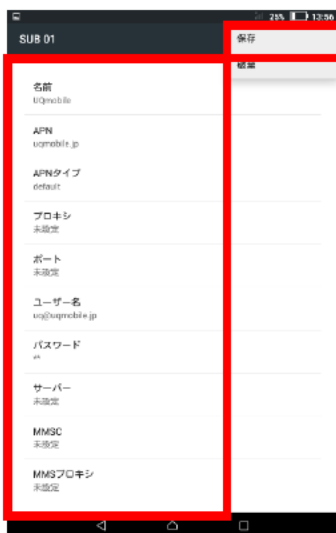 25% 13:56
SUB 01
保存
破棄
名前
UQmobile
APN
uqmobile.jp
APNタイプ
default
プロキシ
未設定
ポート
未設定
ユーザー名
uq@uqmobile.jp
パスワード
**
サーバー
未設定
MMSC
未設定
MMSプロキシ
未設定